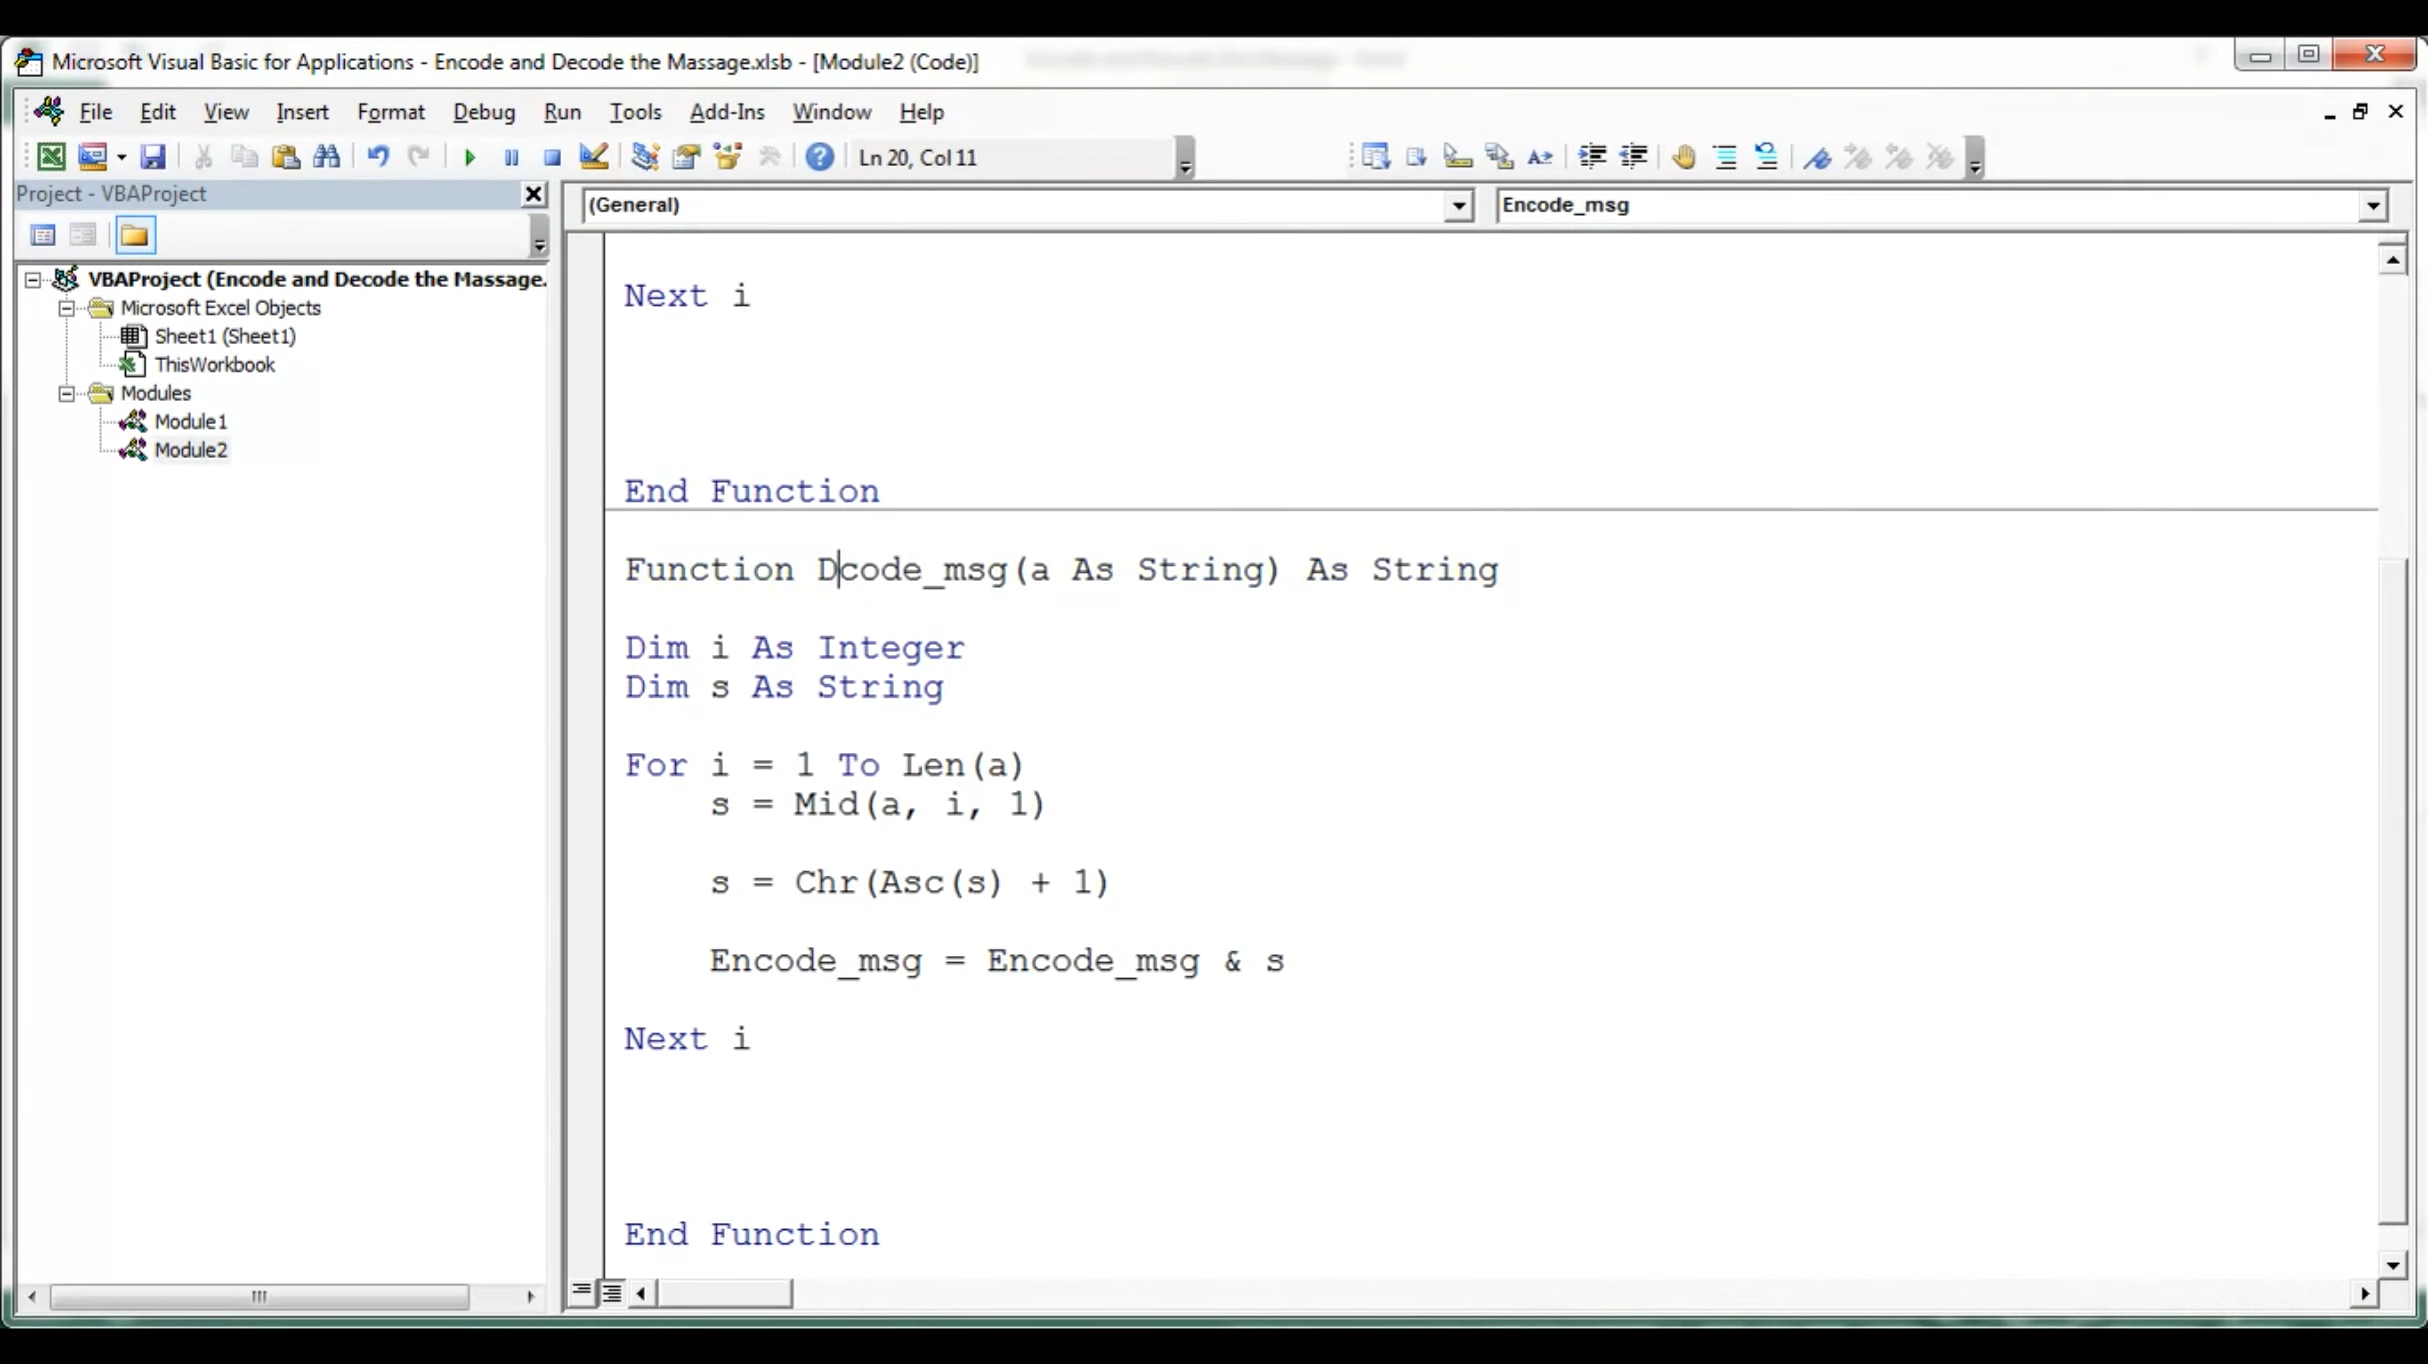 Microsoft Visual Basic for Applications - Encode and Decode the Massage.xlsb - [Module2 (Code)]
File Edit View Insert Format Debug Run Tools Add-Ins Window Help
Ln 20, Col 11
Project - VBAProject
(General)
Encode_msg
VBAProject (Encode and Decode the Massage.
Microsoft Excel Objects
Sheet1 (Sheet1)
ThisWorkbook
Modules
Module1
Module2
Next i
End Function
Function Dcode_msg(a As String) As String
Dim i As Integer
Dim s As String
For i = 1 To Len(a)
s = Mid(a, i, 1)
s = Chr(Asc(s) + 1)
Encode_msg = Encode_msg & s
Next i
End Function